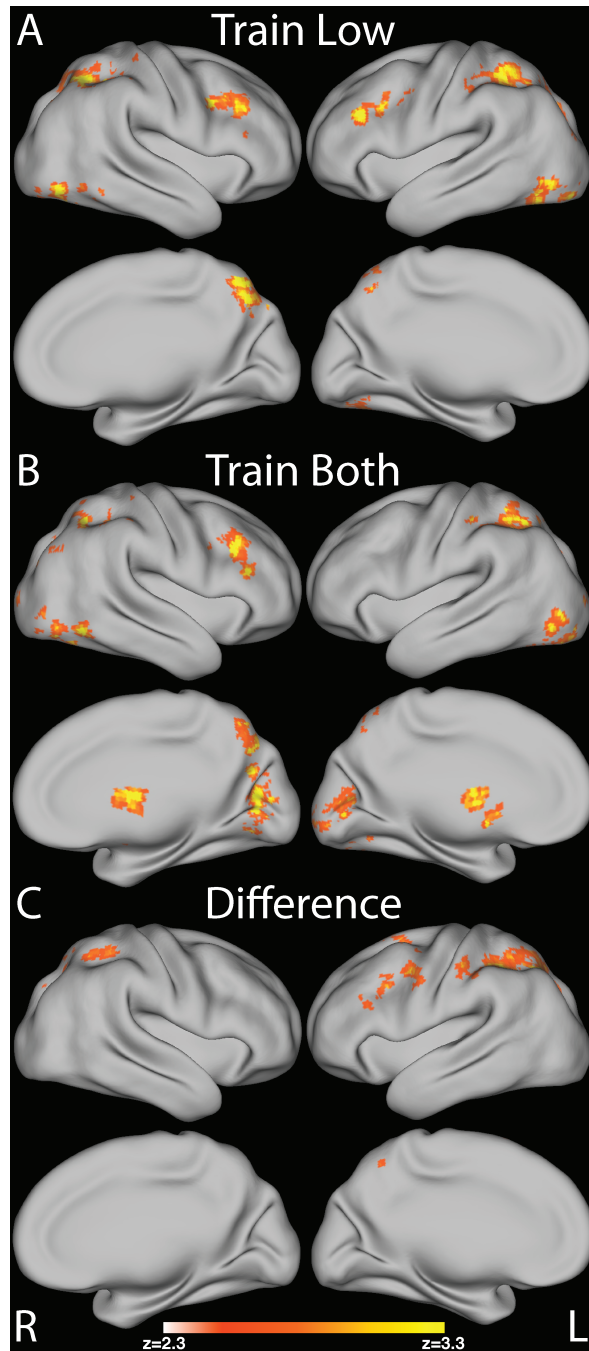 A
Train Low
B
Train Both
C
Difference
R
L
z=2.3
z=3.3